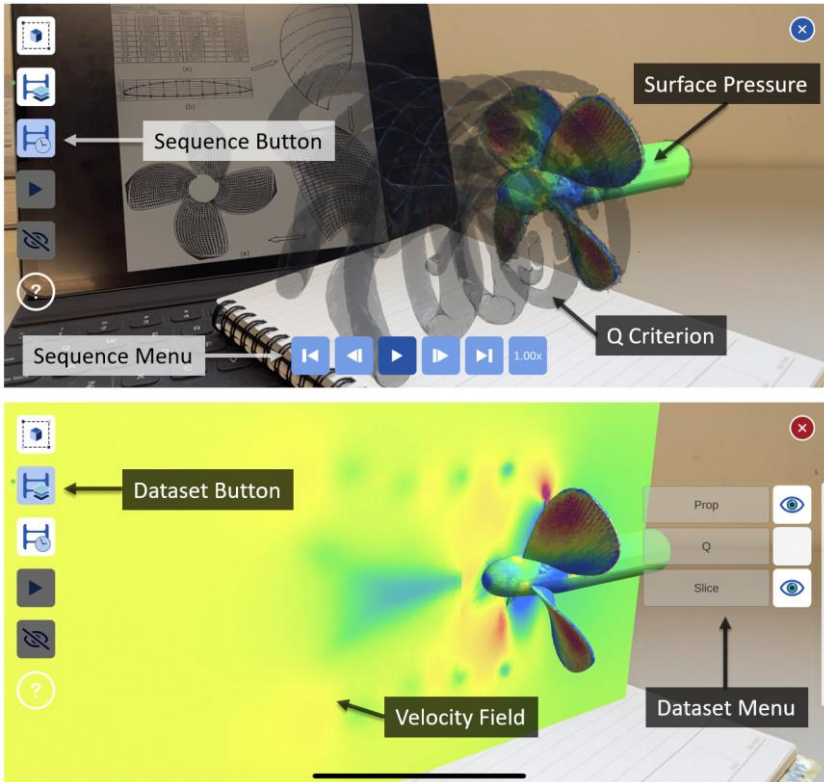 (a)
(b)
Surface Pressure
Sequence Button
?
Q Criterion
Sequence Menu
1.00x
Dataset Button
Prop
Q
Slice
?
Velocity Field
Dataset Menu